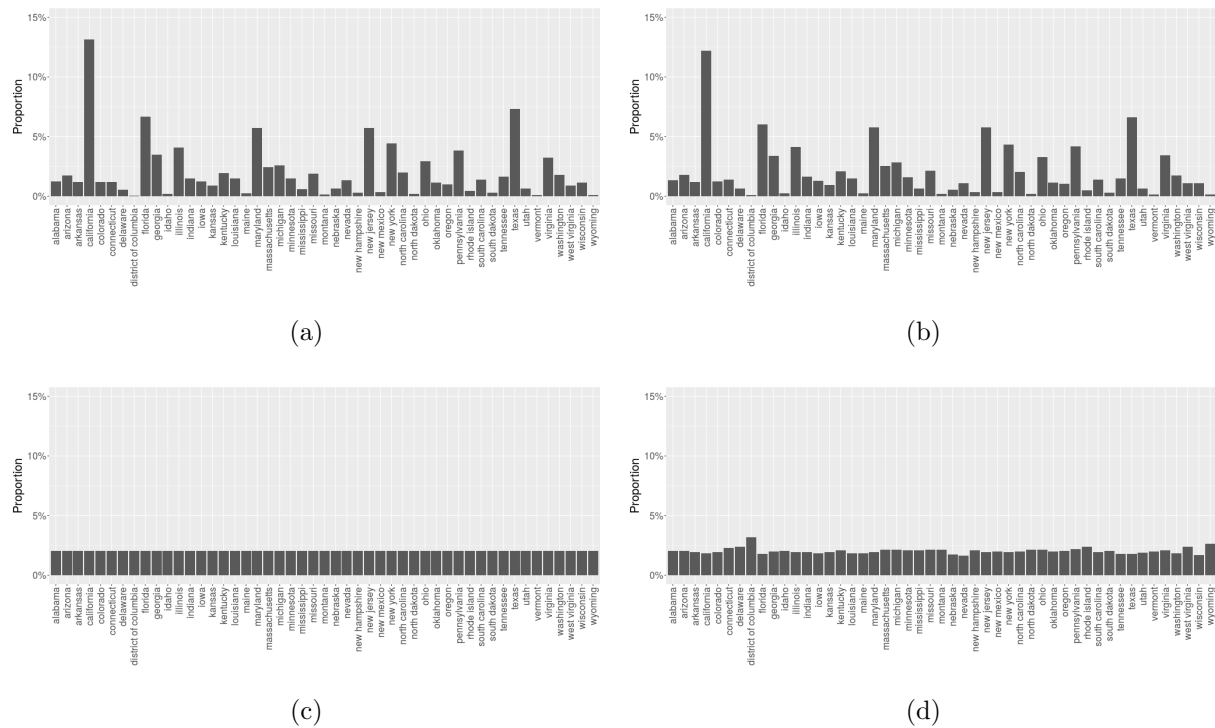 15%
10%
5%
0%
Proportion
alabama
arizona
arkansas
california
colorado
connecticut
delaware
district of columbia
florida
georgia
idaho
illinois
indiana
iowa
kansas
kentucky
louisiana
maine
maryland
massachusetts
michigan
minnesota
mississippi
missouri
montana
nebraska
nevada
new hampshire
new jersey
new mexico
new york
north carolina
north dakota
ohio
oklahoma
oregon
pennsylvania
rhode island
south carolina
south dakota
tennessee
texas
utah
vermont
virginia
washington
west virginia
wisconsin
wyoming
(a)
15%
10%
5%
0%
Proportion
alabama
arizona
arkansas
california
colorado
connecticut
delaware
district of columbia
florida
georgia
idaho
illinois
indiana
iowa
kansas
kentucky
louisiana
maine
maryland
massachusetts
michigan
minnesota
mississippi
missouri
montana
nebraska
nevada
new hampshire
new jersey
new mexico
new york
north carolina
north dakota
ohio
oklahoma
oregon
pennsylvania
rhode island
south carolina
south dakota
tennessee
texas
utah
vermont
virginia
washington
west virginia
wisconsin
wyoming
(b)
15%
10%
5%
0%
Proportion
alabama
arizona
arkansas
california
colorado
connecticut
delaware
district of columbia
florida
georgia
idaho
illinois
indiana
iowa
kansas
kentucky
louisiana
maine
maryland
massachusetts
michigan
minnesota
mississippi
missouri
montana
nebraska
nevada
new hampshire
new jersey
new mexico
new york
north carolina
north dakota
ohio
oklahoma
oregon
pennsylvania
rhode island
south carolina
south dakota
tennessee
texas
utah
vermont
virginia
washington
west virginia
wisconsin
wyoming
(c)
15%
10%
5%
0%
Proportion
alabama
arizona
arkansas
california
colorado
connecticut
delaware
district of columbia
florida
georgia
idaho
illinois
indiana
iowa
kansas
kentucky
louisiana
maine
maryland
massachusetts
michigan
minnesota
mississippi
missouri
montana
nebraska
nevada
new hampshire
new jersey
new mexico
new york
north carolina
north dakota
ohio
oklahoma
oregon
pennsylvania
rhode island
south carolina
south dakota
tennessee
texas
utah
vermont
virginia
washington
west virginia
wisconsin
wyoming
(d)